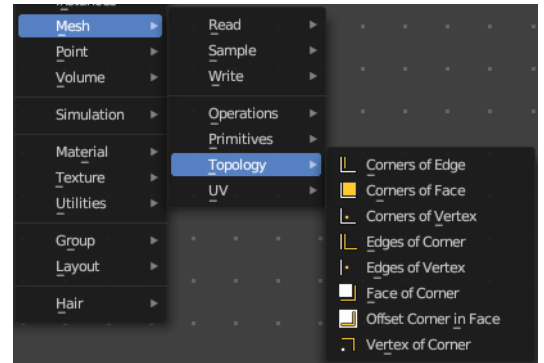 Mesh
Point
Volume
Simulation
Material
Texture
Utilities
Group
Layout
Hair
Read
Sample
Write
Operations
Primitives
Topology
UV
Corners of Edge
Corners of Face
Corners of Vertex
Edges of Corner
Edges of Vertex
Face of Corner
Offset Corner in Face
Vertex of Corner